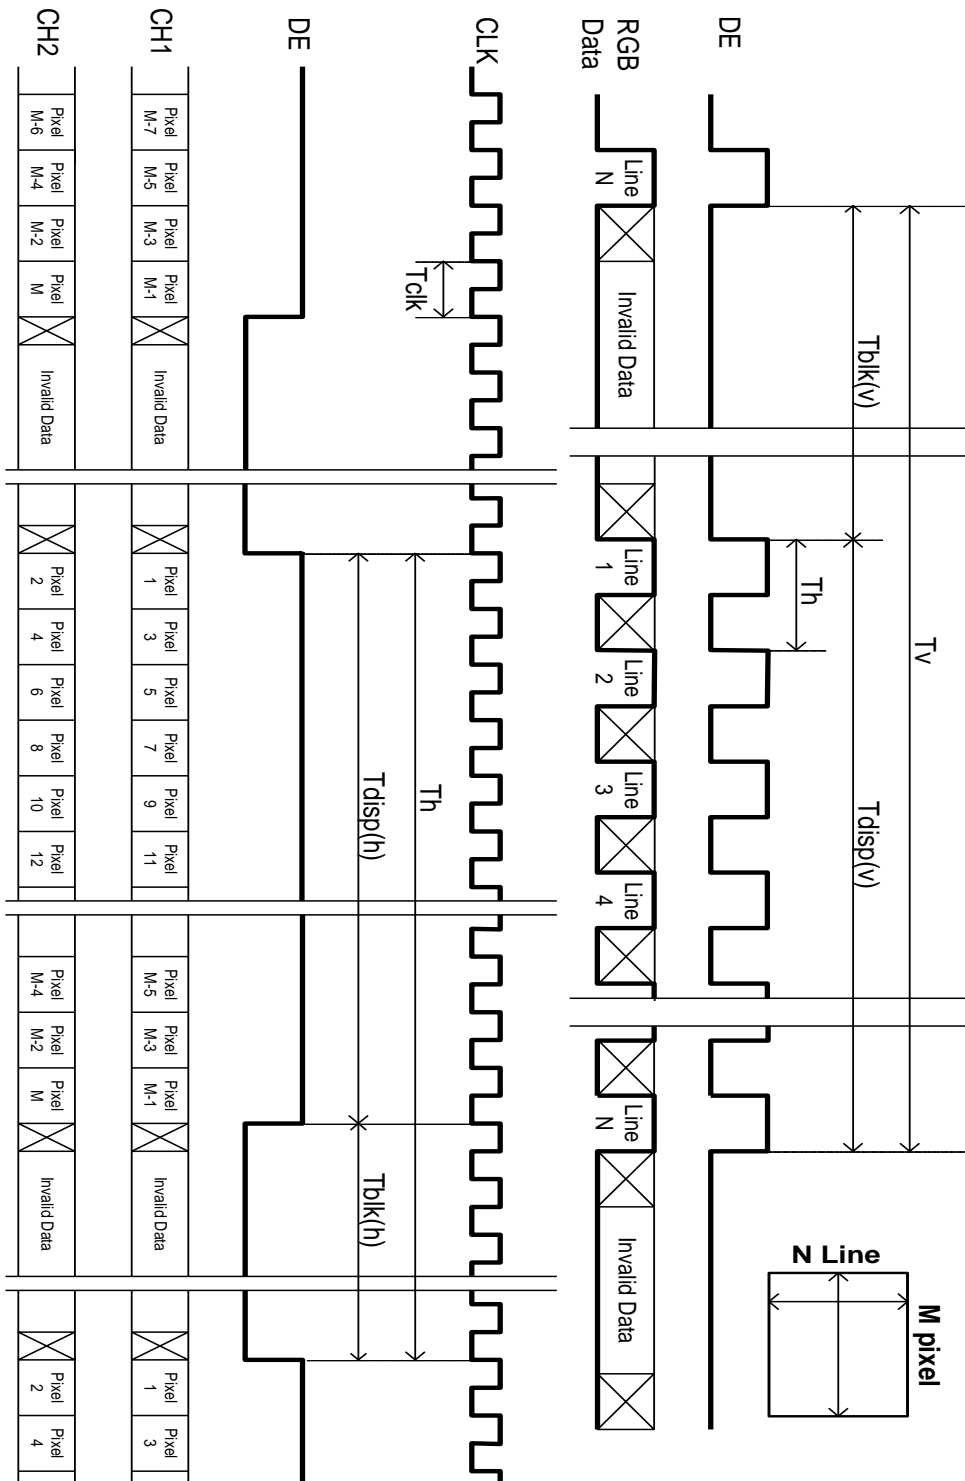 DE
Tv
Tblk(v)
Tdisp(v)
Th
N Line
M pixel
RGB
Data
Line
N
Invalid Data
Line
1
Line
2
Line
3
Line
4
Line
N
Invalid Data
CLK
Tclk
Th
DE
Tdisp(h)
Tblk(h)
CH1
Pixel
M-7
Pixel
M-5
Pixel
M-3
Pixel
M-1
Invalid Data
Pixel
1
Pixel
3
Pixel
5
Pixel
7
Pixel
9
Pixel
11
Pixel
M-5
Pixel
M-3
Pixel
M-1
Invalid Data
Pixel
1
Pixel
3
CH2
Pixel
M-6
Pixel
M-4
Pixel
M-2
Pixel
M
Invalid Data
Pixel
2
Pixel
4
Pixel
6
Pixel
8
Pixel
10
Pixel
12
Pixel
M-4
Pixel
M-2
Pixel
M
Invalid Data
Pixel
2
Pixel
4